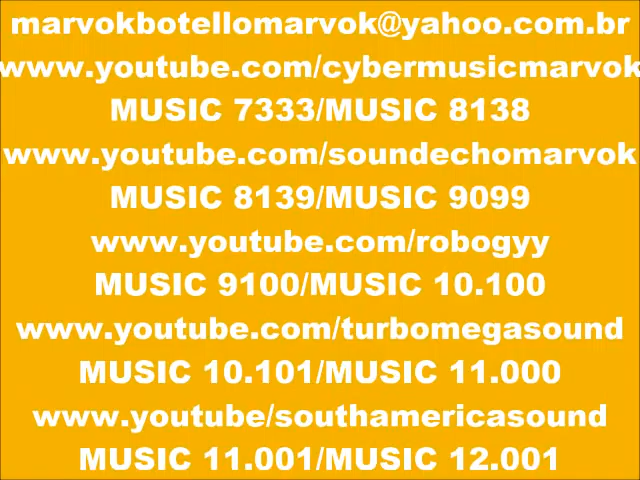 marvokbotellomarvok@yahoo.com.br
www.youtube.com/cybermusicmarvok
MUSIC 7333/MUSIC 8138
www.youtube.com/soundechomarvok
MUSIC 8139/MUSIC 9099
www.youtube.com/robogyy
MUSIC 9100/MUSIC 10.100
www.youtube.com/turbomegasound
MUSIC 10.101/MUSIC 11.000
www.youtube/southamericasound
MUSIC 11.001/MUSIC 12.001